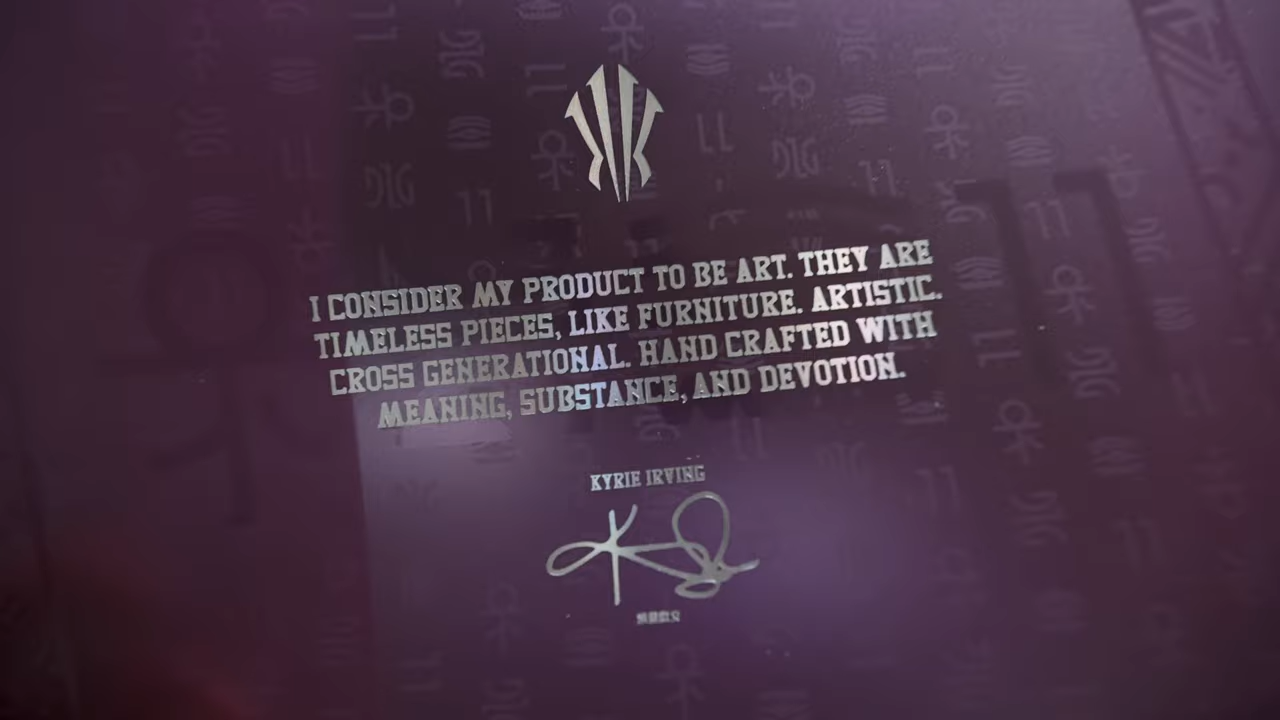 I CONSIDER MY PRODUCT TO BE ART. THEY ARE
TIMELESS PIECES, LIKE FURNITURE. ARTISTIC.
CROSS GENERATIONAL. HAND CRAFTED WITH
MEANING, SUBSTANCE, AND DEVOTION.
KYRIE IRVING